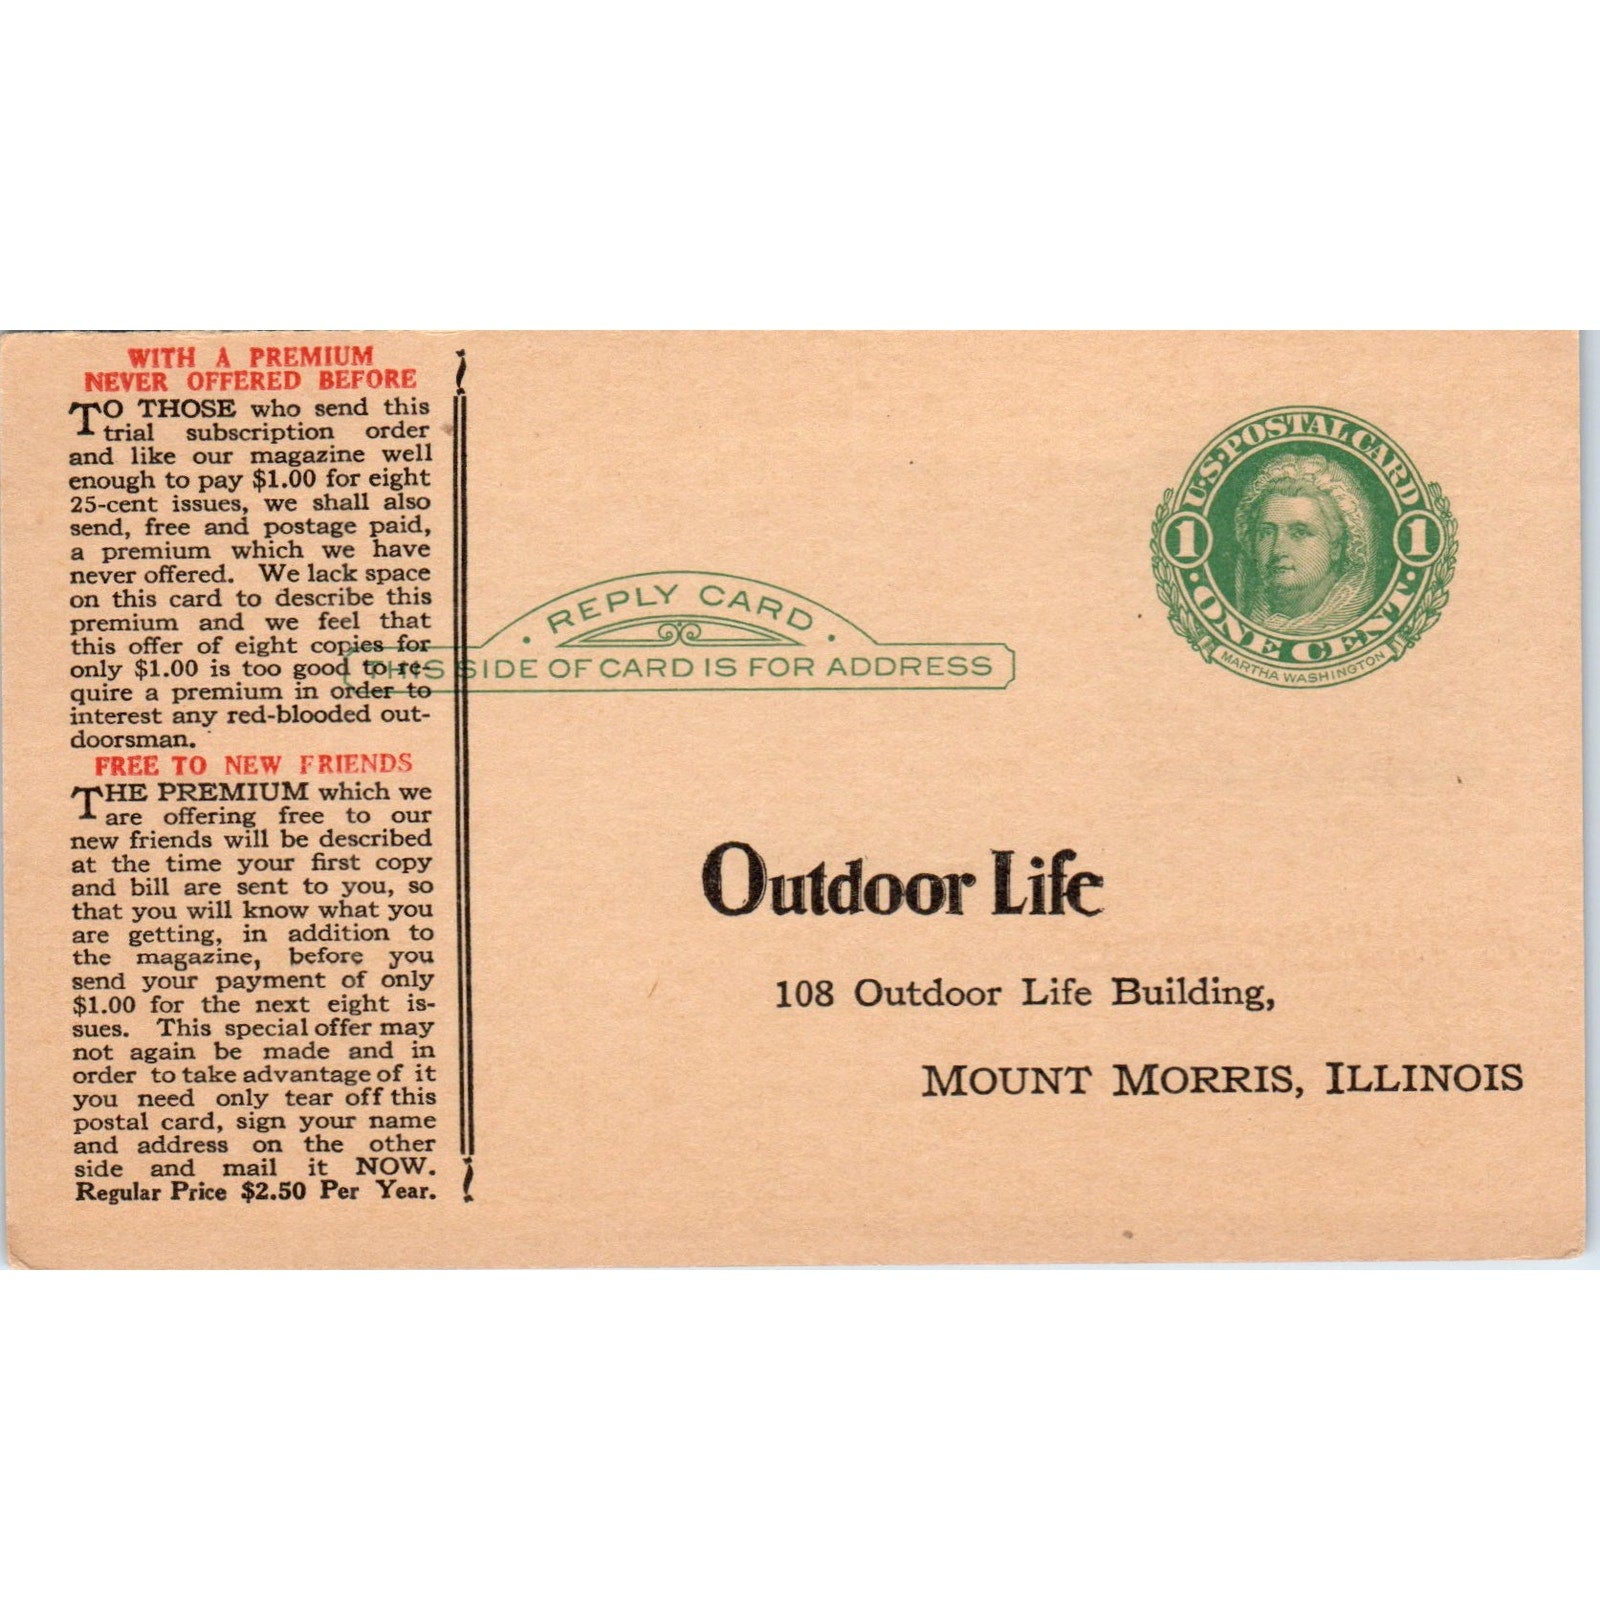 WITH A PREMIUM
NEVER OFFERED BEFORE
TO THOSE who send this
trial subscription order
and like our magazine well
enough to pay $1.00 for eight
25-cent issues, we shall also
send, free and postage paid,
a premium which we have
never offered. We lack space
on this card to describe this
premium and we feel that
this offer of eight copies for
only $1.00 is too good to re-
quire a premium in order to
interest any red-blooded out-
doorsman.
FREE TO NEW FRIENDS
THE PREMIUM which we
are offering free to our
new friends will be described
at the time your first copy
and bill are sent to you, so
that you will know what you
are getting, in addition to
the magazine, before you
send your payment of only
$1.00 for the next eight is-
sues. This special offer may
not again be made and in
order to take advantage of it
you need only tear off this
postal card, sign your name
and address on the other
side and mail it NOW.
Regular Price $2.50 Per Year.
· REPLY CARD ·
THIS SIDE OF CARD IS FOR ADDRESS
U.S. POSTAL CARD
1 1
· ONE CENT ·
MARTHA WASHINGTON
Outdoor Life
108 Outdoor Life Building,
MOUNT MORRIS, ILLINOIS